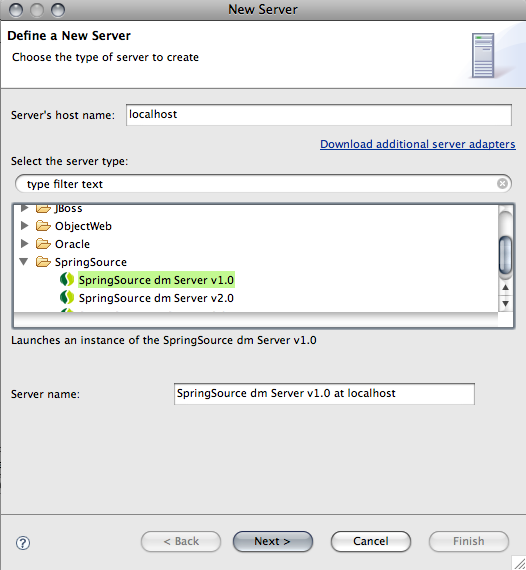 New Server
Define a New Server
Choose the type of server to create
Server's host name: localhost
Download additional server adapters
Select the server type:
type filter text
JBoss
ObjectWeb
Oracle
SpringSource
SpringSource dm Server v1.0
SpringSource dm Server v2.0
Launches an instance of the SpringSource dm Server v1.0
Server name: SpringSource dm Server v1.0 at localhost
? < Back Next > Cancel Finish